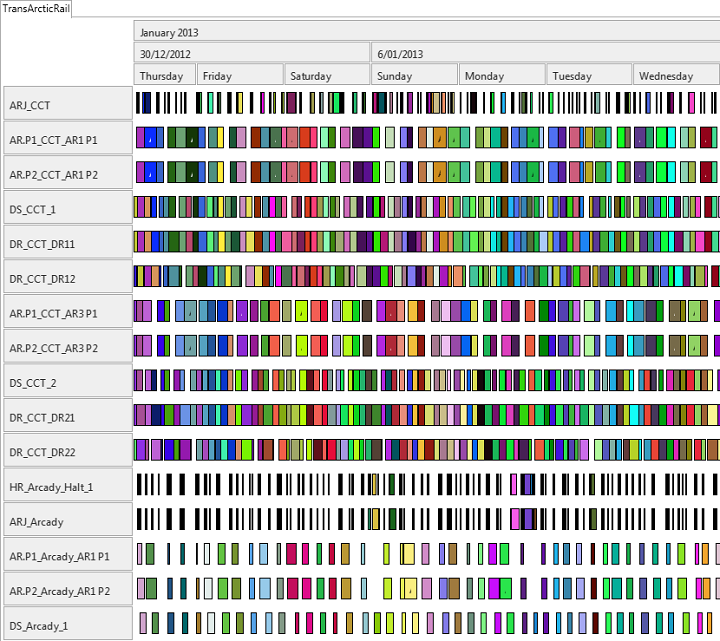 TransArcticRail
January 2013
30/12/2012 6/01/2013
Thursday Friday Saturday Sunday Monday Tuesday Wednesday
ARJ_CCT
AR.P1_CCT_AR1 P1
AR.P2_CCT_AR1 P2
DS_CCT_1
DR_CCT_DR11
DR_CCT_DR12
AR.P1_CCT_AR3 P1
AR.P2_CCT_AR3 P2
DS_CCT_2
DR_CCT_DR21
DR_CCT_DR22
HR_Arcady_Halt_1
ARJ_Arcady
AR.P1_Arcady_AR1 P1
AR.P2_Arcady_AR1 P2
DS_Arcady_1